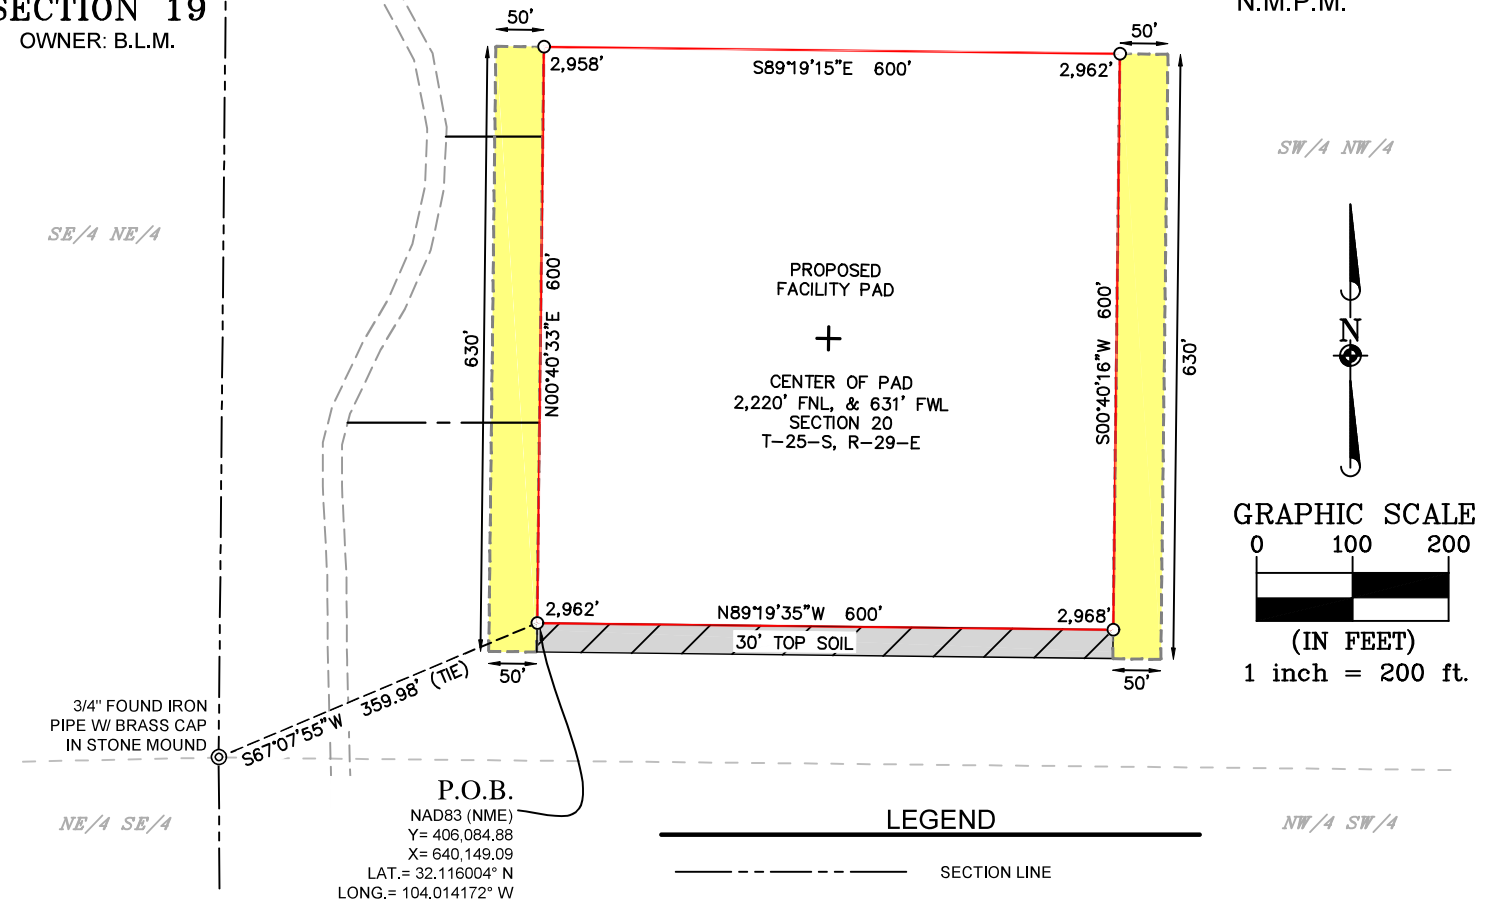 SECTION 19
OWNER: B.L.M.
N.M.P.M.
50'
50'
2,958'
S89°19'15"E 600'
2,962'
SW/4 NW/4
SE/4 NE/4
N00°40'33"E 600'
630'
PROPOSED
FACILITY PAD
CENTER OF PAD
2,220' FNL, & 631' FWL
SECTION 20
T-25-S, R-29-E
S00°40'16"W 600'
630'
N
GRAPHIC SCALE
0 100 200
(IN FEET)
1 inch = 200 ft.
2,962'
N89°19'35"W 600'
2,968'
30' TOP SOIL
50'
50'
S67°07'55"W 359.98' (TIE)
3/4" FOUND IRON
PIPE W/ BRASS CAP
IN STONE MOUND
P.O.B.
NAD83 (NME)
Y= 406,084.88
X= 640,149.09
LAT.= 32.116004° N
LONG.= 104.014172° W
NE/4 SE/4
NW/4 SW/4
LEGEND
SECTION LINE